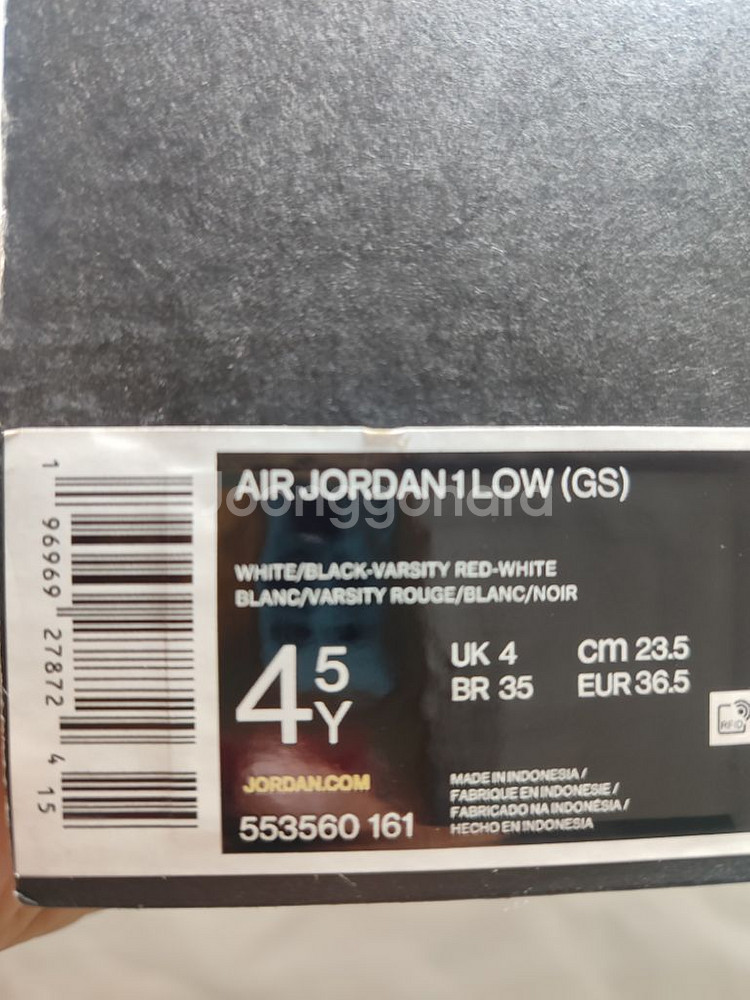 AIR JORDAN 1 LOW (GS)
Joonggonara
WHITE/BLACK-VARSITY RED-WHITE
BLANC/VARSITY ROUGE/BLANC/NOIR
4 5 Y
UK 4 cm 23.5
BR 35 EUR 36.5
RFID
JORDAN.COM
553560 161
MADE IN INDONESIA /
FABRIQUE EN INDONESIE /
FABRICADO NA INDONÉSIA /
HECHO EN INDONESIA
1 96969 27872 4 15